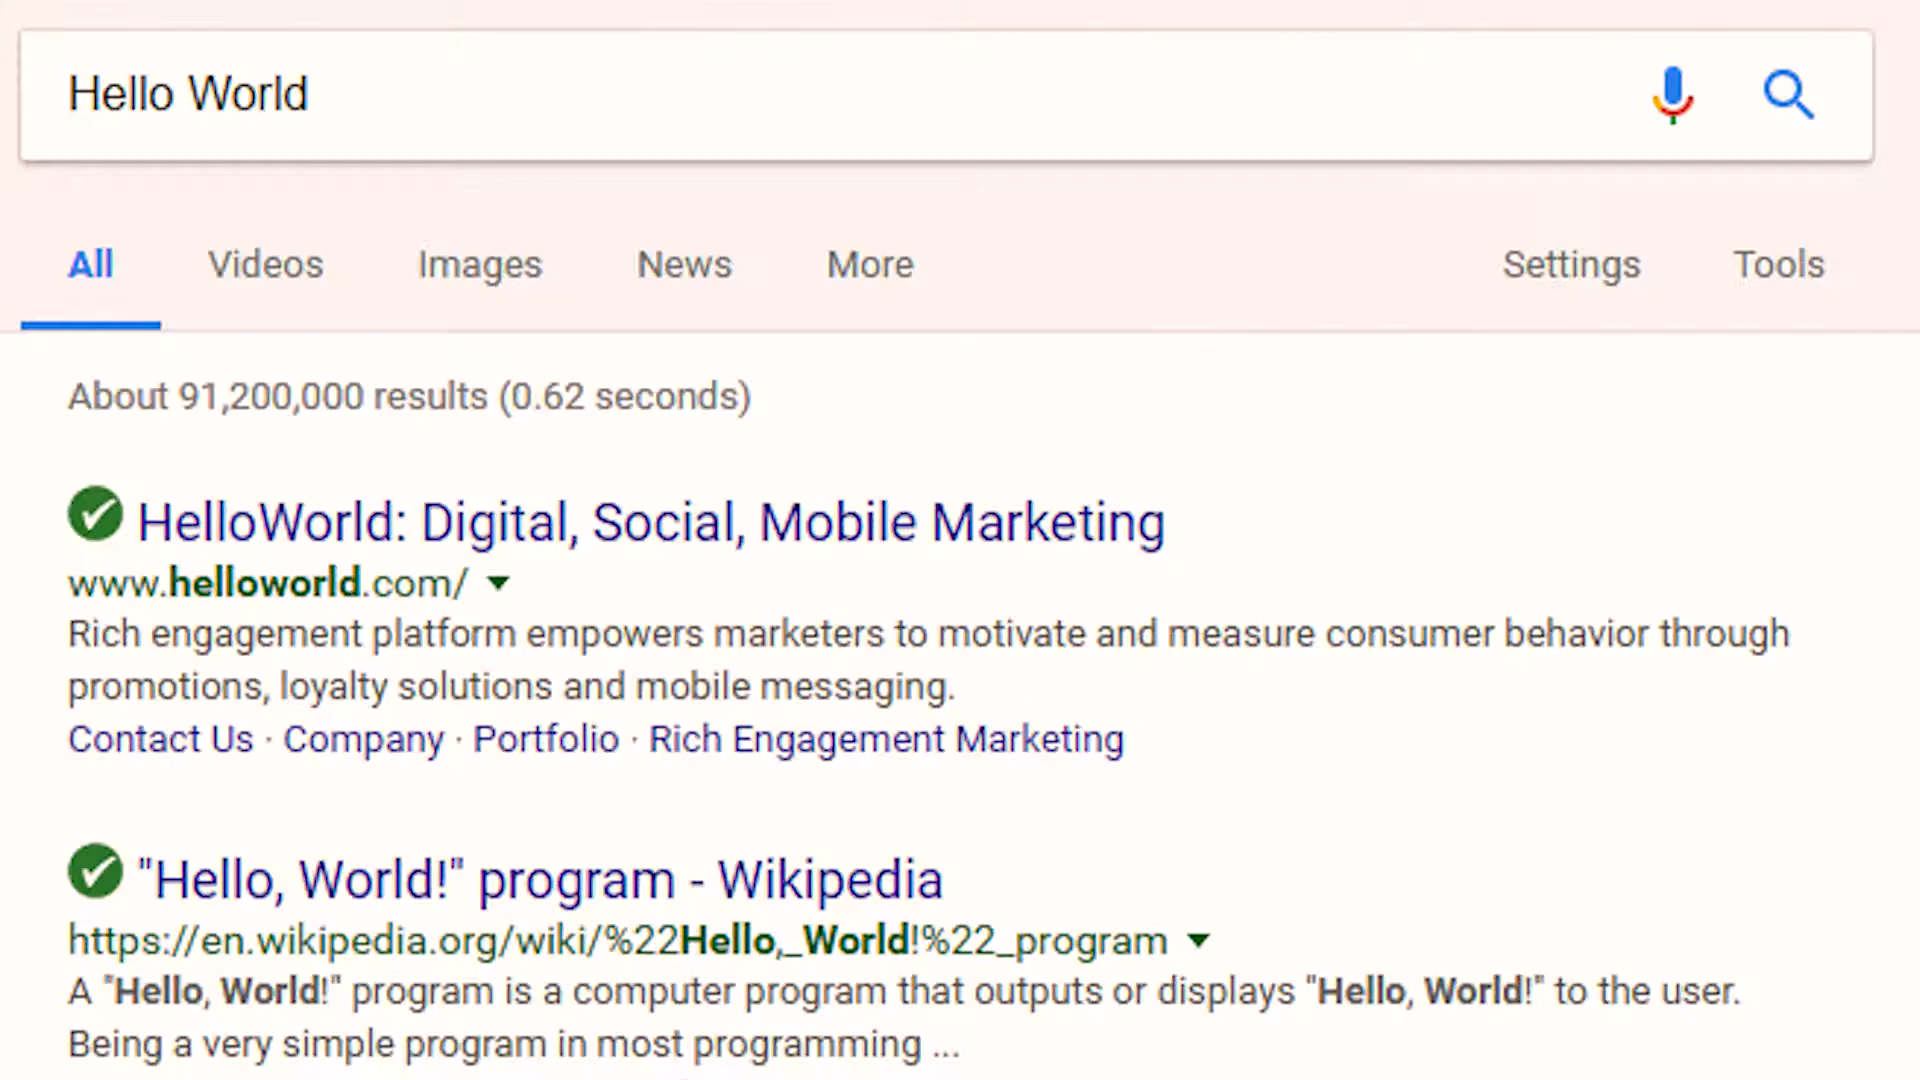 Hello World
All Videos Images News More Settings Tools
About 91,200,000 results (0.62 seconds)
HelloWorld: Digital, Social, Mobile Marketing
www.helloworld.com/
Rich engagement platform empowers marketers to motivate and measure consumer behavior through
promotions, loyalty solutions and mobile messaging.
Contact Us · Company · Portfolio · Rich Engagement Marketing
"Hello, World!" program - Wikipedia
https://en.wikipedia.org/wiki/%22Hello,_World!%22_program
A "Hello, World!" program is a computer program that outputs or displays "Hello, World!" to the user.
Being a very simple program in most programming ...